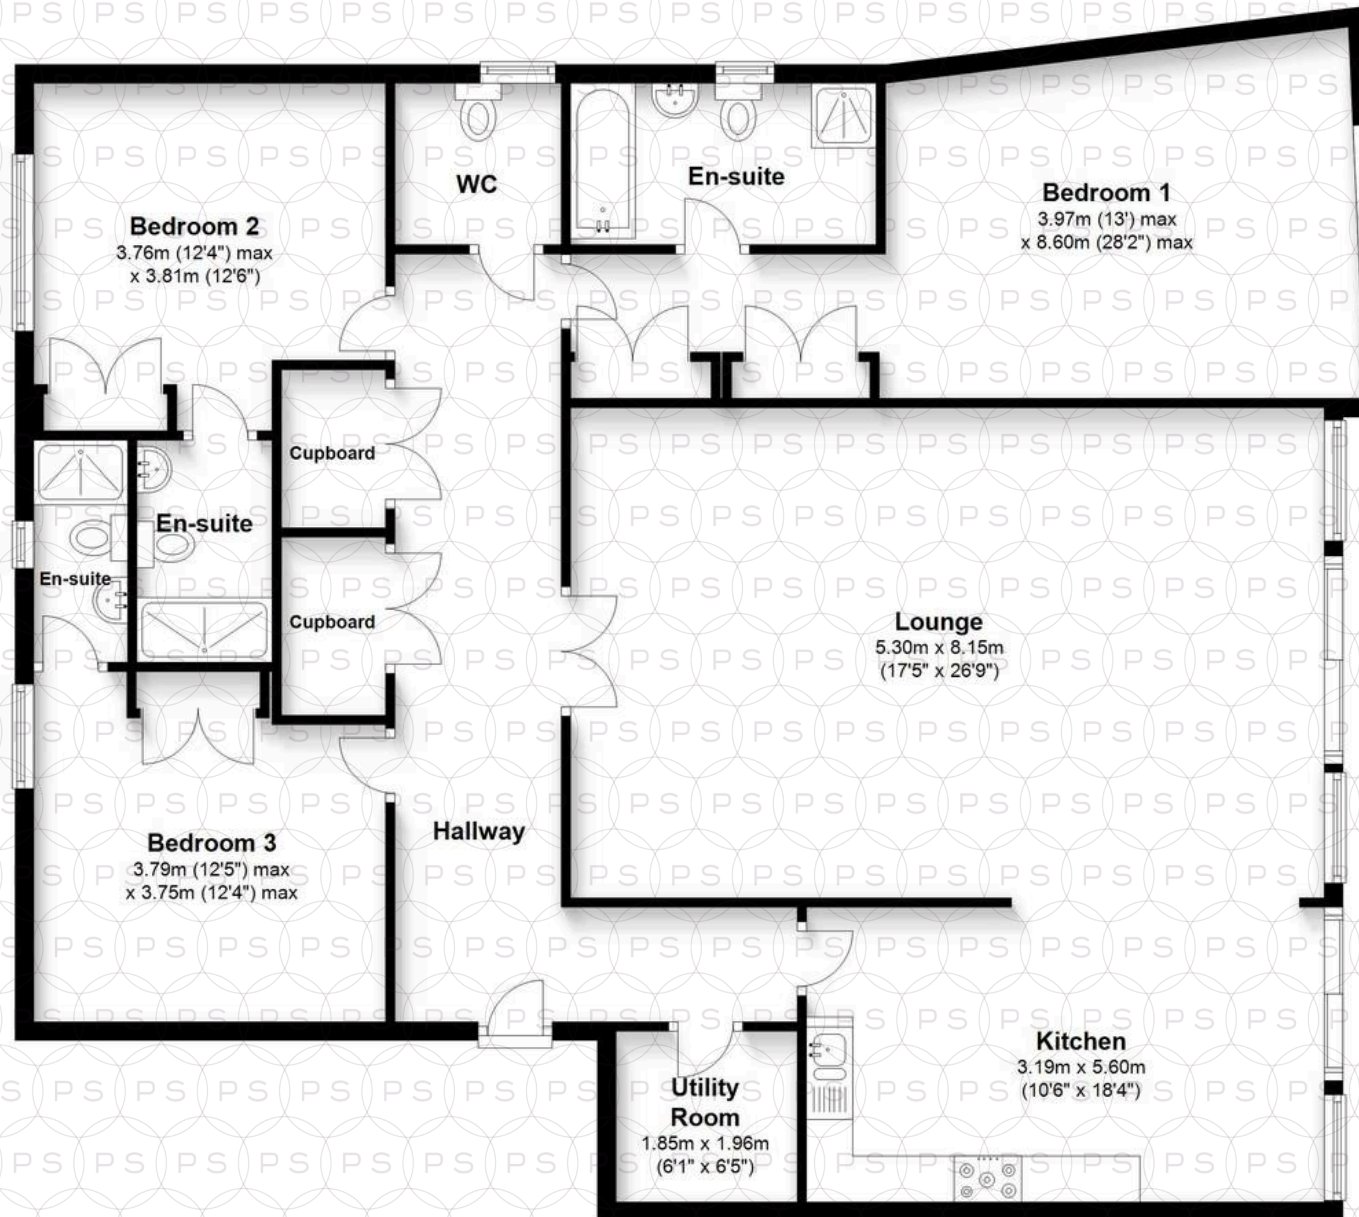 WC
En-suite
Bedroom 1
3.97m (13') max
x 8.60m (28'2") max
Bedroom 2
3.76m (12'4") max
x 3.81m (12'6")
Cupboard
En-suite
En-suite
Cupboard
Lounge
5.30m x 8.15m
(17'5" x 26'9")
Bedroom 3
3.79m (12'5") max
x 3.75m (12'4") max
Hallway
Kitchen
3.19m x 5.60m
(10'6" x 18'4")
Utility
Room
1.85m x 1.96m
(6'1" x 6'5")
PS